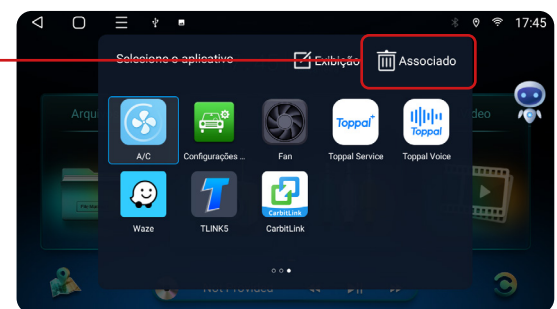 17:45
Selecione o aplicativo
Exibição
Associado
Arqu
deo
Toppal+
Toppal
A/C
Configurações ...
Fan
Toppal Service
Toppal Voice
CarbitLink
Waze
TLINK5
CarbitLink
Not Provided